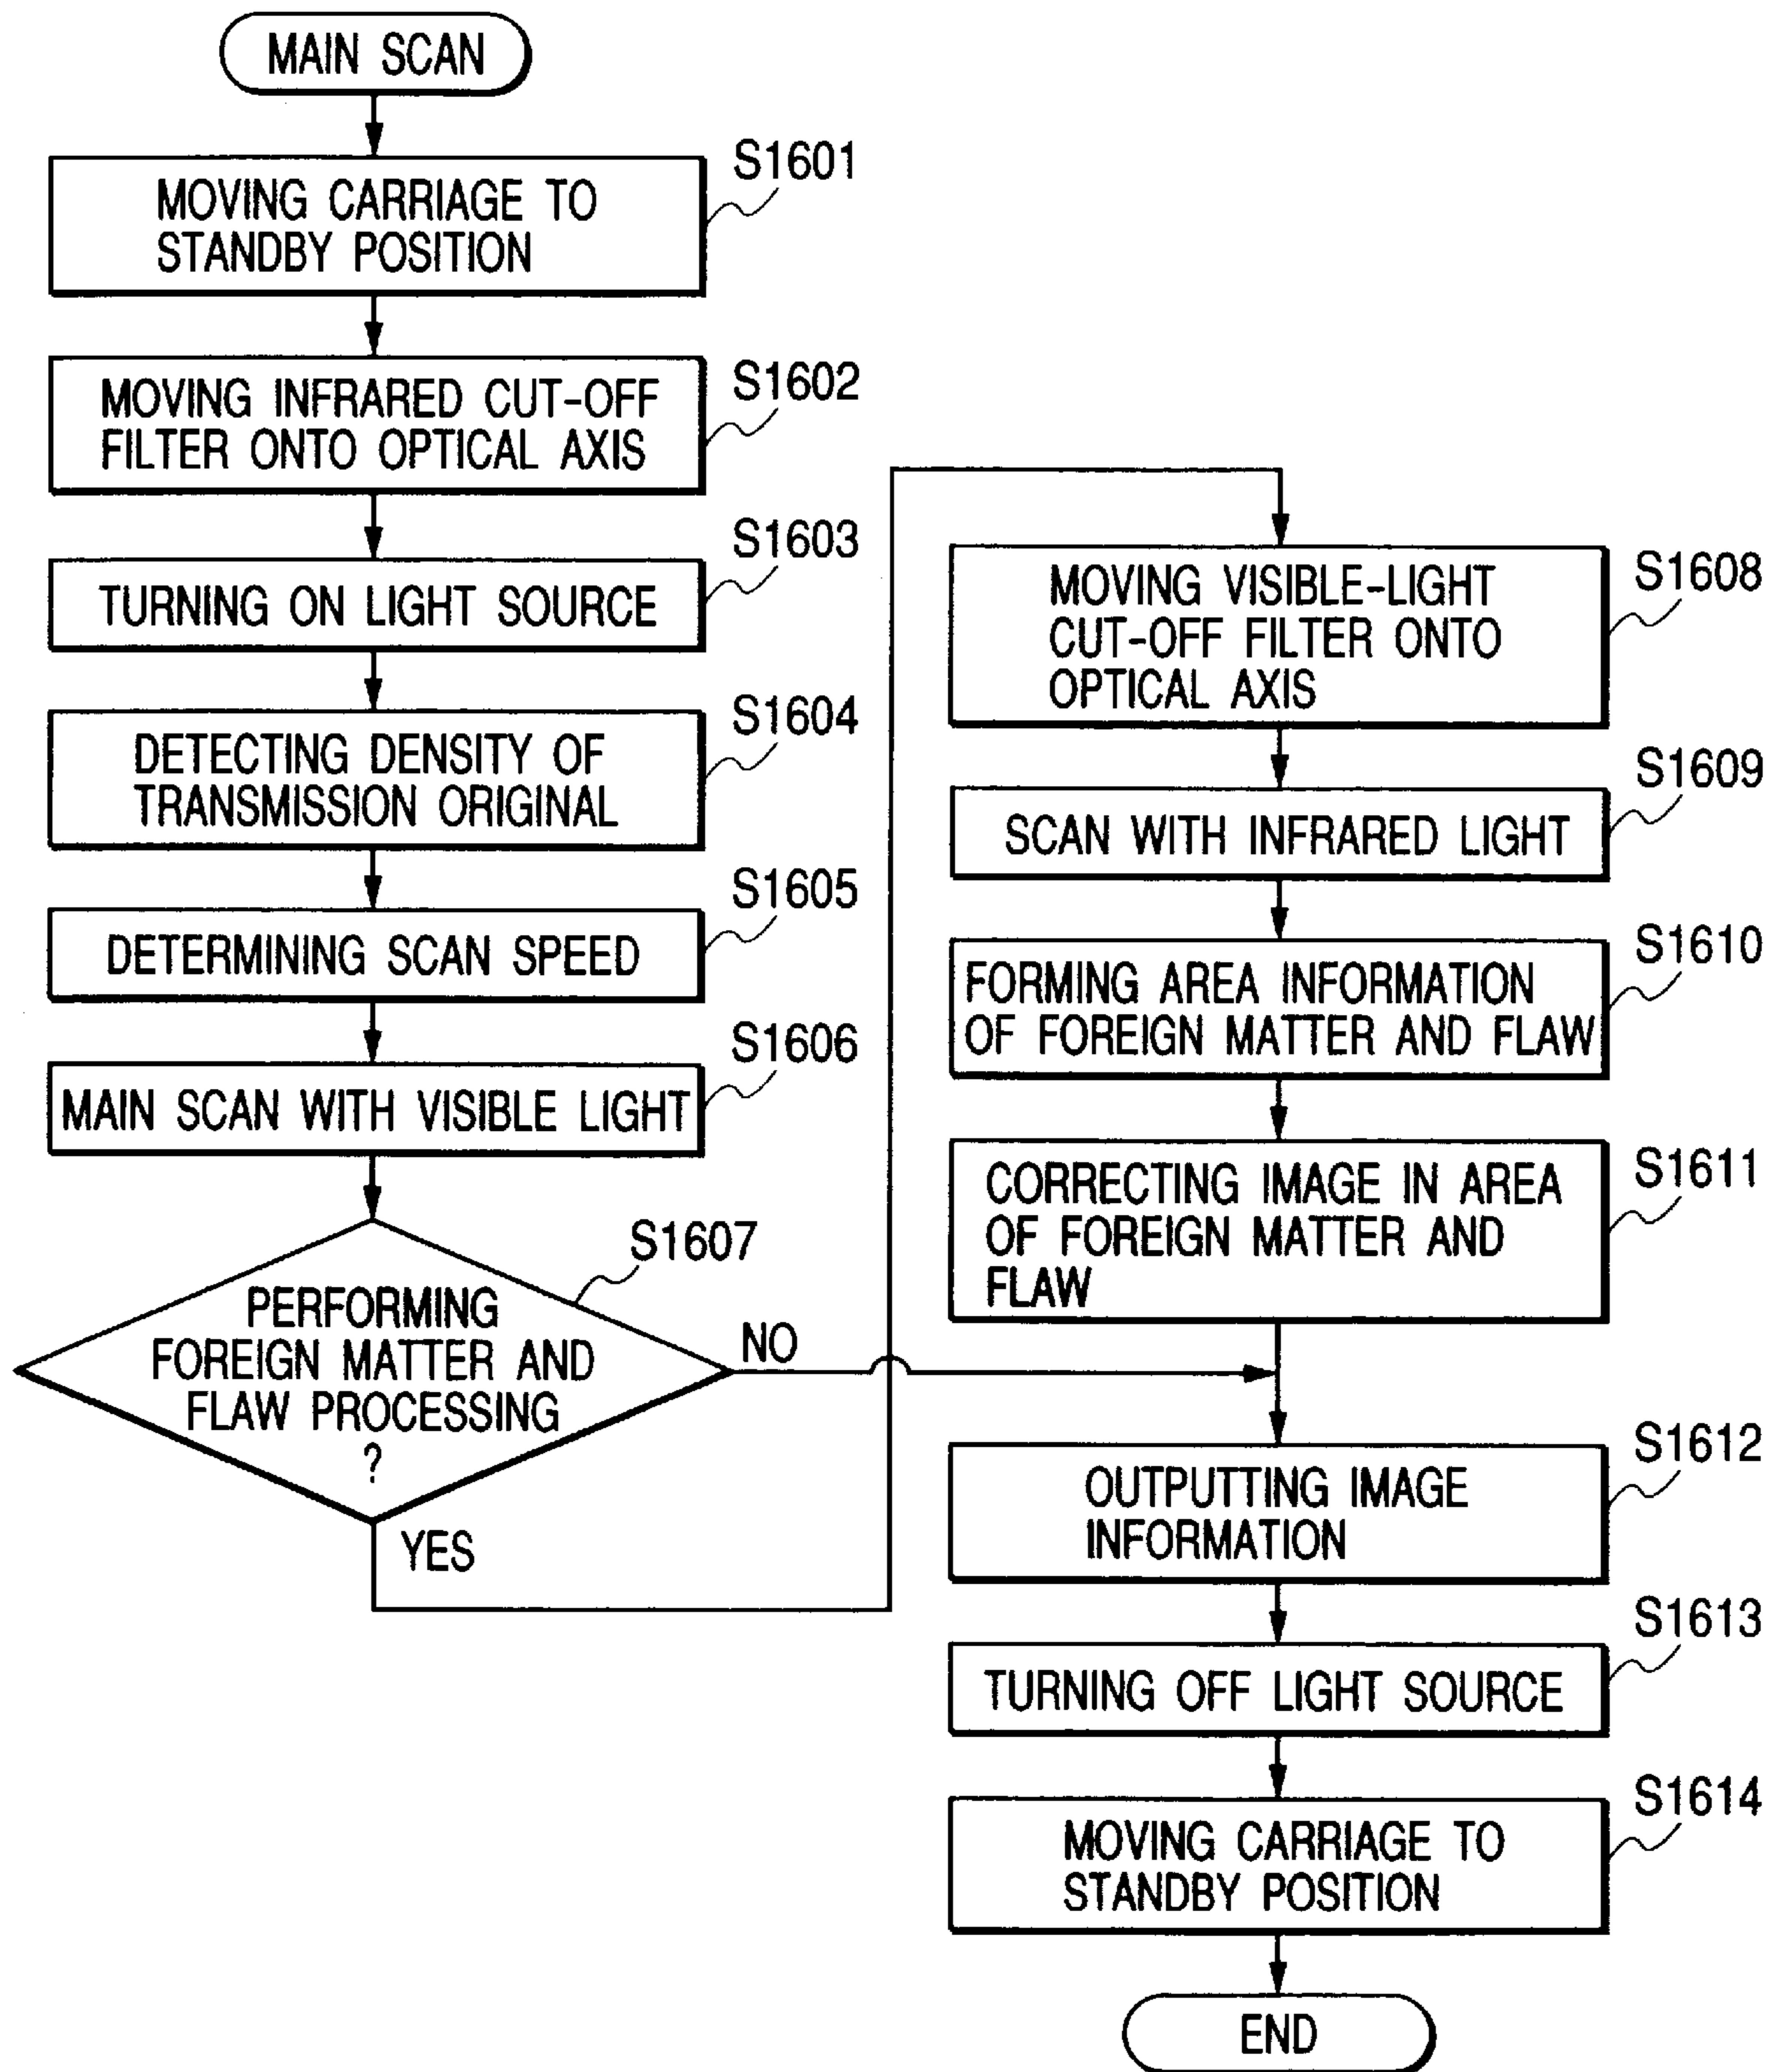 MAIN SCAN
S1601
MOVING CARRIAGE TO
STANDBY POSITION
S1602
MOVING INFRARED CUT-OFF
FILTER ONTO OPTICAL AXIS
S1603
TURNING ON LIGHT SOURCE
S1604
DETECTING DENSITY OF
TRANSMISSION ORIGINAL
S1605
DETERMINING SCAN SPEED
S1606
MAIN SCAN WITH VISIBLE LIGHT
S1607
PERFORMING
FOREIGN MATTER AND
FLAW PROCESSING
?
NO
YES
S1608
MOVING VISIBLE-LIGHT
CUT-OFF FILTER ONTO
OPTICAL AXIS
S1609
SCAN WITH INFRARED LIGHT
S1610
FORMING AREA INFORMATION
OF FOREIGN MATTER AND FLAW
S1611
CORRECTING IMAGE IN AREA
OF FOREIGN MATTER AND
FLAW
S1612
OUTPUTTING IMAGE
INFORMATION
S1613
TURNING OFF LIGHT SOURCE
S1614
MOVING CARRIAGE TO
STANDBY POSITION
END